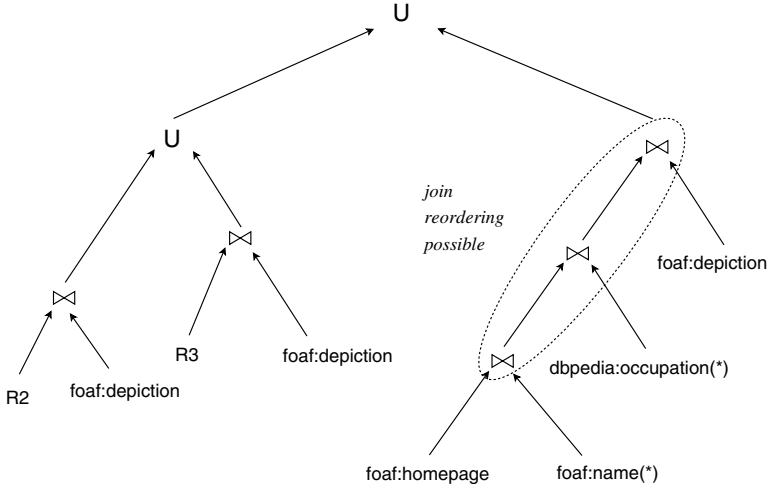 U
U
join
reordering
possible
foaf:depiction
R3
foaf:depiction
dbpedia:occupation(*)
R2
foaf:depiction
foaf:homepage
foaf:name(*)